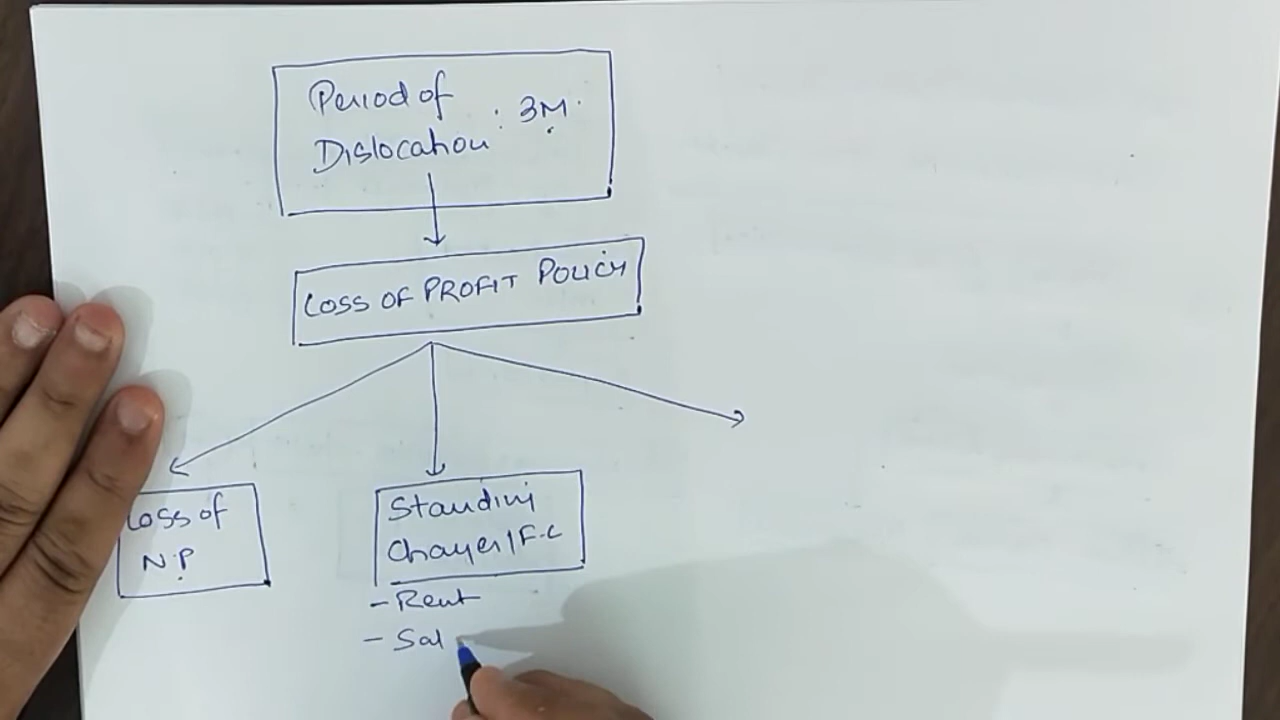 Period of
Dislocation : 3M.
LOSS OF PROFIT POLICY
Loss of
N.P
Standing
Charges / F.C
- Rent
- Sal